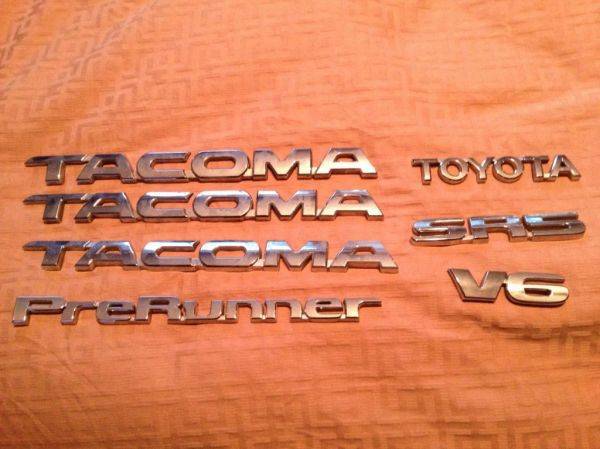 TACOMA
TACOMA
TACOMA
PreRunner
TOYOTA
SR5
V6